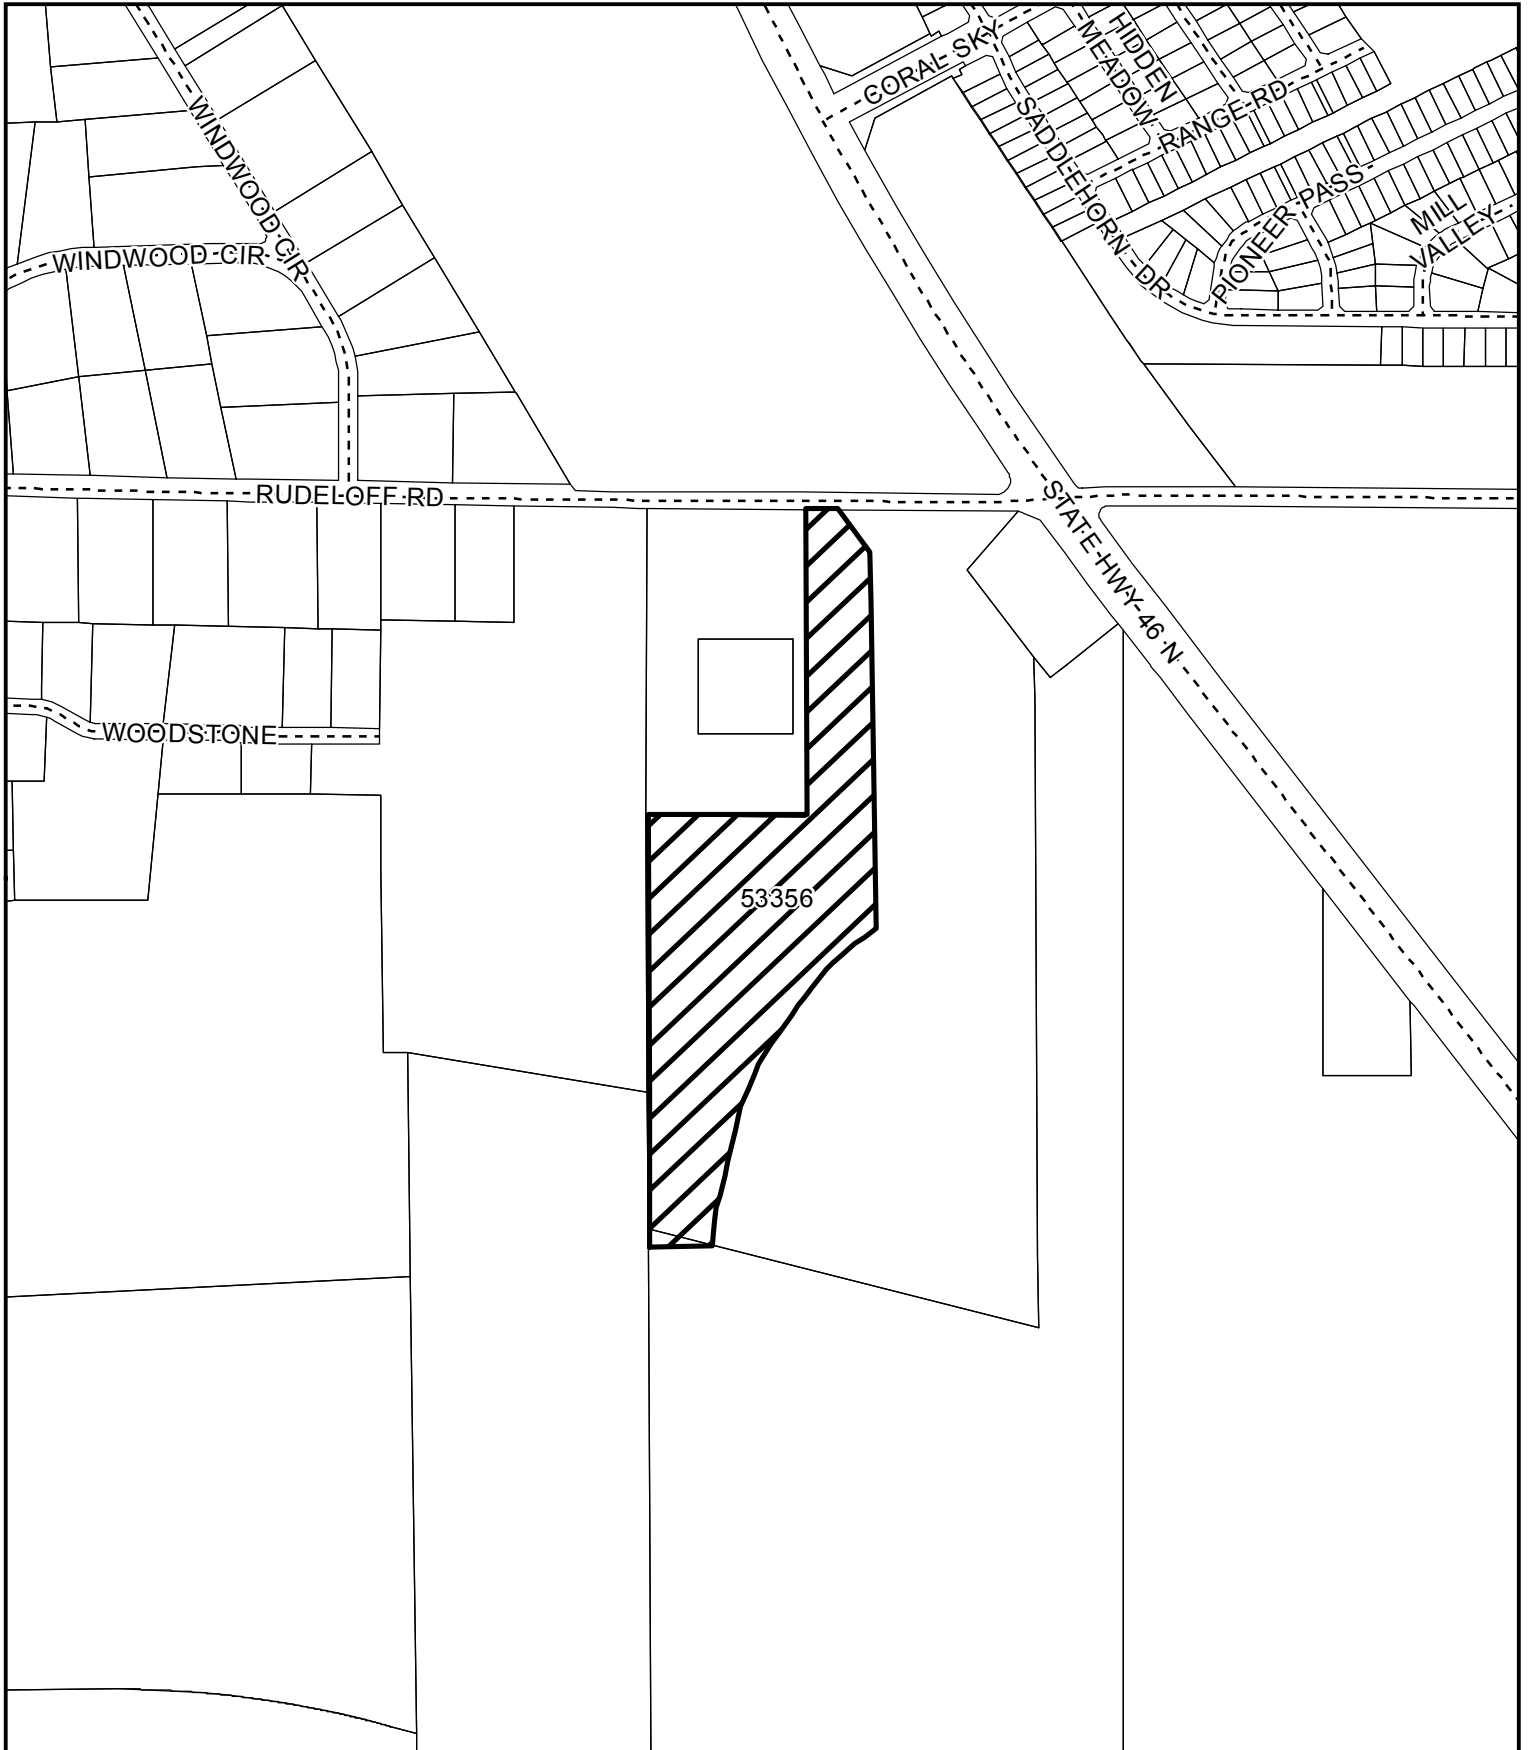 CORAL SKY
HIDDEN
MEADOW
RANGE RD
WINDWOOD CIR
SADDLEHORN DR
PIONEER PASS
MILL
VALLEY
WINDWOOD CIR
RUDELOFF RD
STATE HWY 46 N
WOODSTONE
53356